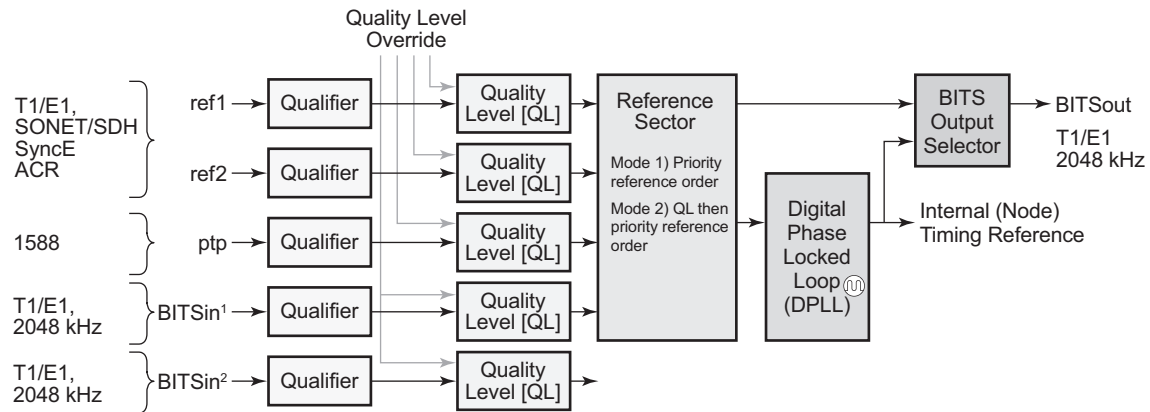 Quality Level
Override
T1/E1,
SONET/SDH
SyncE
ACR
ref1
Qualifier
Quality
Level [QL]
ref2
Qualifier
Quality
Level [QL]
1588
ptp
Qualifier
Quality
Level [QL]
T1/E1,
2048 kHz
BITSin¹
Qualifier
Quality
Level [QL]
T1/E1,
2048 kHz
BITSin²
Qualifier
Quality
Level [QL]
Reference
Sector
Mode 1) Priority
reference order
Mode 2) QL then
priority reference
order
Digital
Phase
Locked
Loop
(DPLL)
BITS
Output
Selector
BITSout
T1/E1
2048 kHz
Internal (Node)
Timing Reference